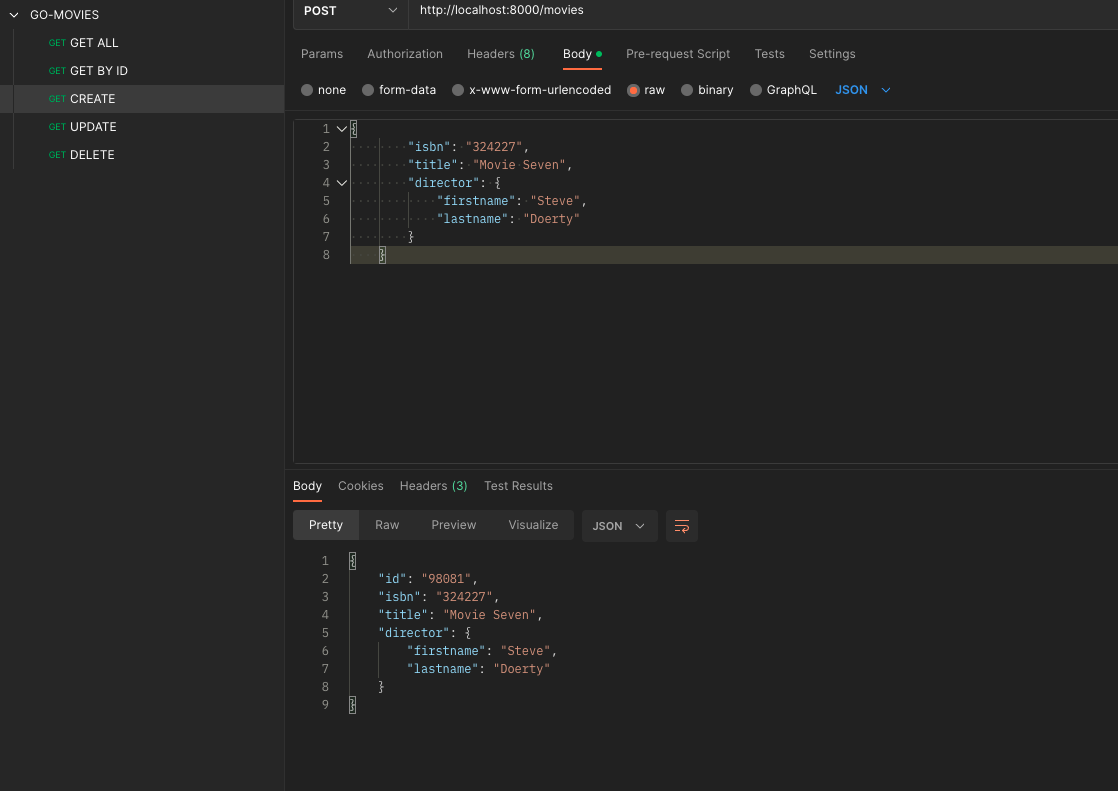 GO-MOVIES
GET GET ALL
GET GET BY ID
GET CREATE
GET UPDATE
GET DELETE
POST http://localhost:8000/movies
Params Authorization Headers (8) Body Pre-request Script Tests Settings
none form-data x-www-form-urlencoded raw binary GraphQL JSON
1 {
2 "isbn": "324227",
3 "title": "Movie Seven",
4 "director": {
5 "firstname": "Steve",
6 "lastname": "Doerty"
7 }
8 }
Body Cookies Headers (3) Test Results
Pretty Raw Preview Visualize JSON
1 {
2 "id": "98081",
3 "isbn": "324227",
4 "title": "Movie Seven",
5 "director": {
6 "firstname": "Steve",
7 "lastname": "Doerty"
8 }
9 }